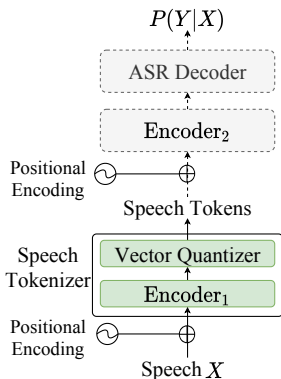 P(Y|X)
ASR Decoder
Encoder₂
Positional
Encoding
Speech Tokens
Speech
Tokenizer
Vector Quantizer
Encoder₁
Positional
Encoding
Speech X